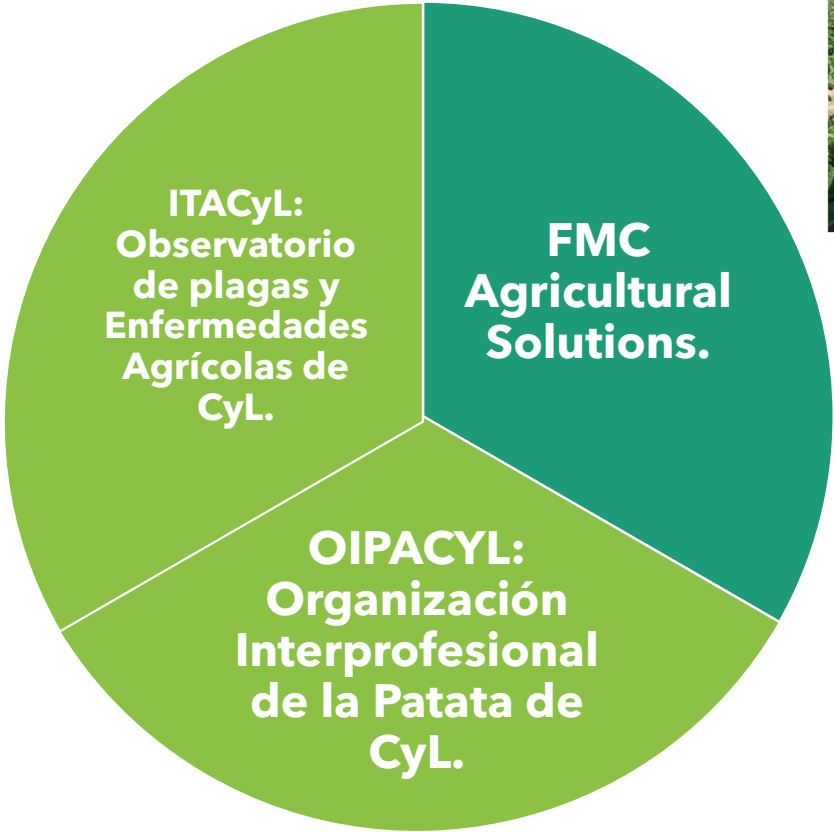 ITACyL:
Observatorio
de plagas y
Enfermedades
Agrícolas de
CyL.
FMC
Agricultural
Solutions.
OIPACYL:
Organización
Interprofesional
de la Patata de
CyL.